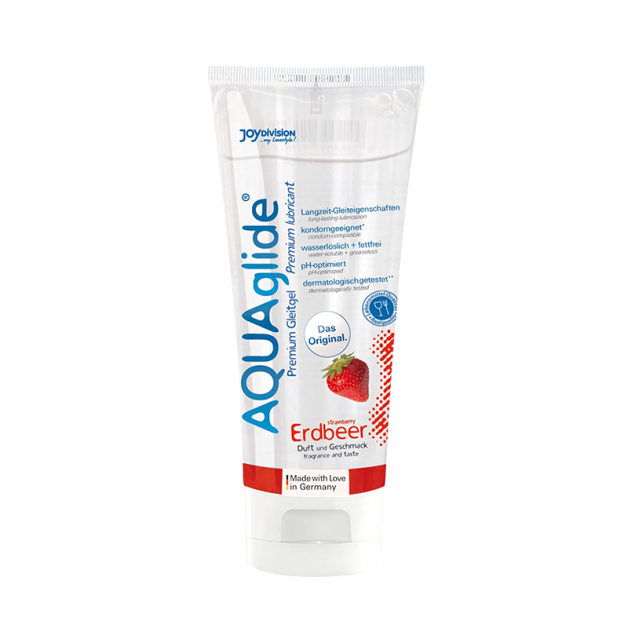 JOYDIVISION
...my Lovestyle!
AQUAglide®
Premium Gleitgel Premium lubricant
Langzeit-Gleiteigenschaften
long-lasting-lubrication
kondomgeeignet*
condom-compatible
wasserlöslich + fettfrei
water-soluble + greaseless
pH-optimiert
pH-optimized
dermatologisch getestet**
dermatologically tested
Das
Original.
strawberry
Erdbeer
Duft und Geschmack
fragrance and taste
Made with Love
in Germany